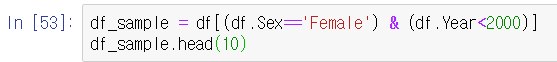 In [53]: df_sample = df[(df.Sex=='Female') & (df.Year<2000)]
df_sample.head(10)